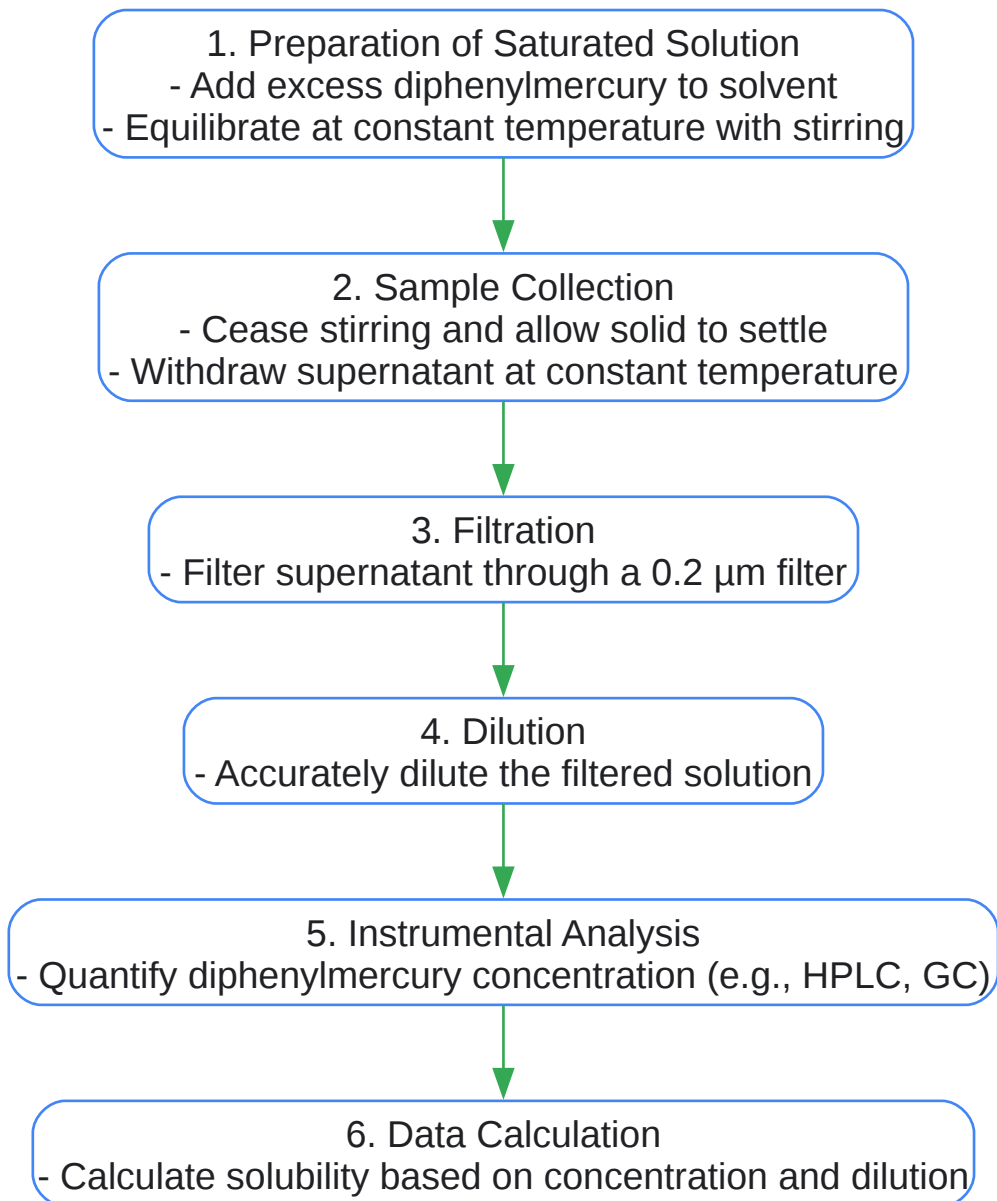 1. Preparation of Saturated Solution
- Add excess diphenylmercury to solvent
- Equilibrate at constant temperature with stirring
2. Sample Collection
- Cease stirring and allow solid to settle
- Withdraw supernatant at constant temperature
3. Filtration
- Filter supernatant through a 0.2 µm filter
4. Dilution
- Accurately dilute the filtered solution
5. Instrumental Analysis
- Quantify diphenylmercury concentration (e.g., HPLC, GC)
6. Data Calculation
- Calculate solubility based on concentration and dilution